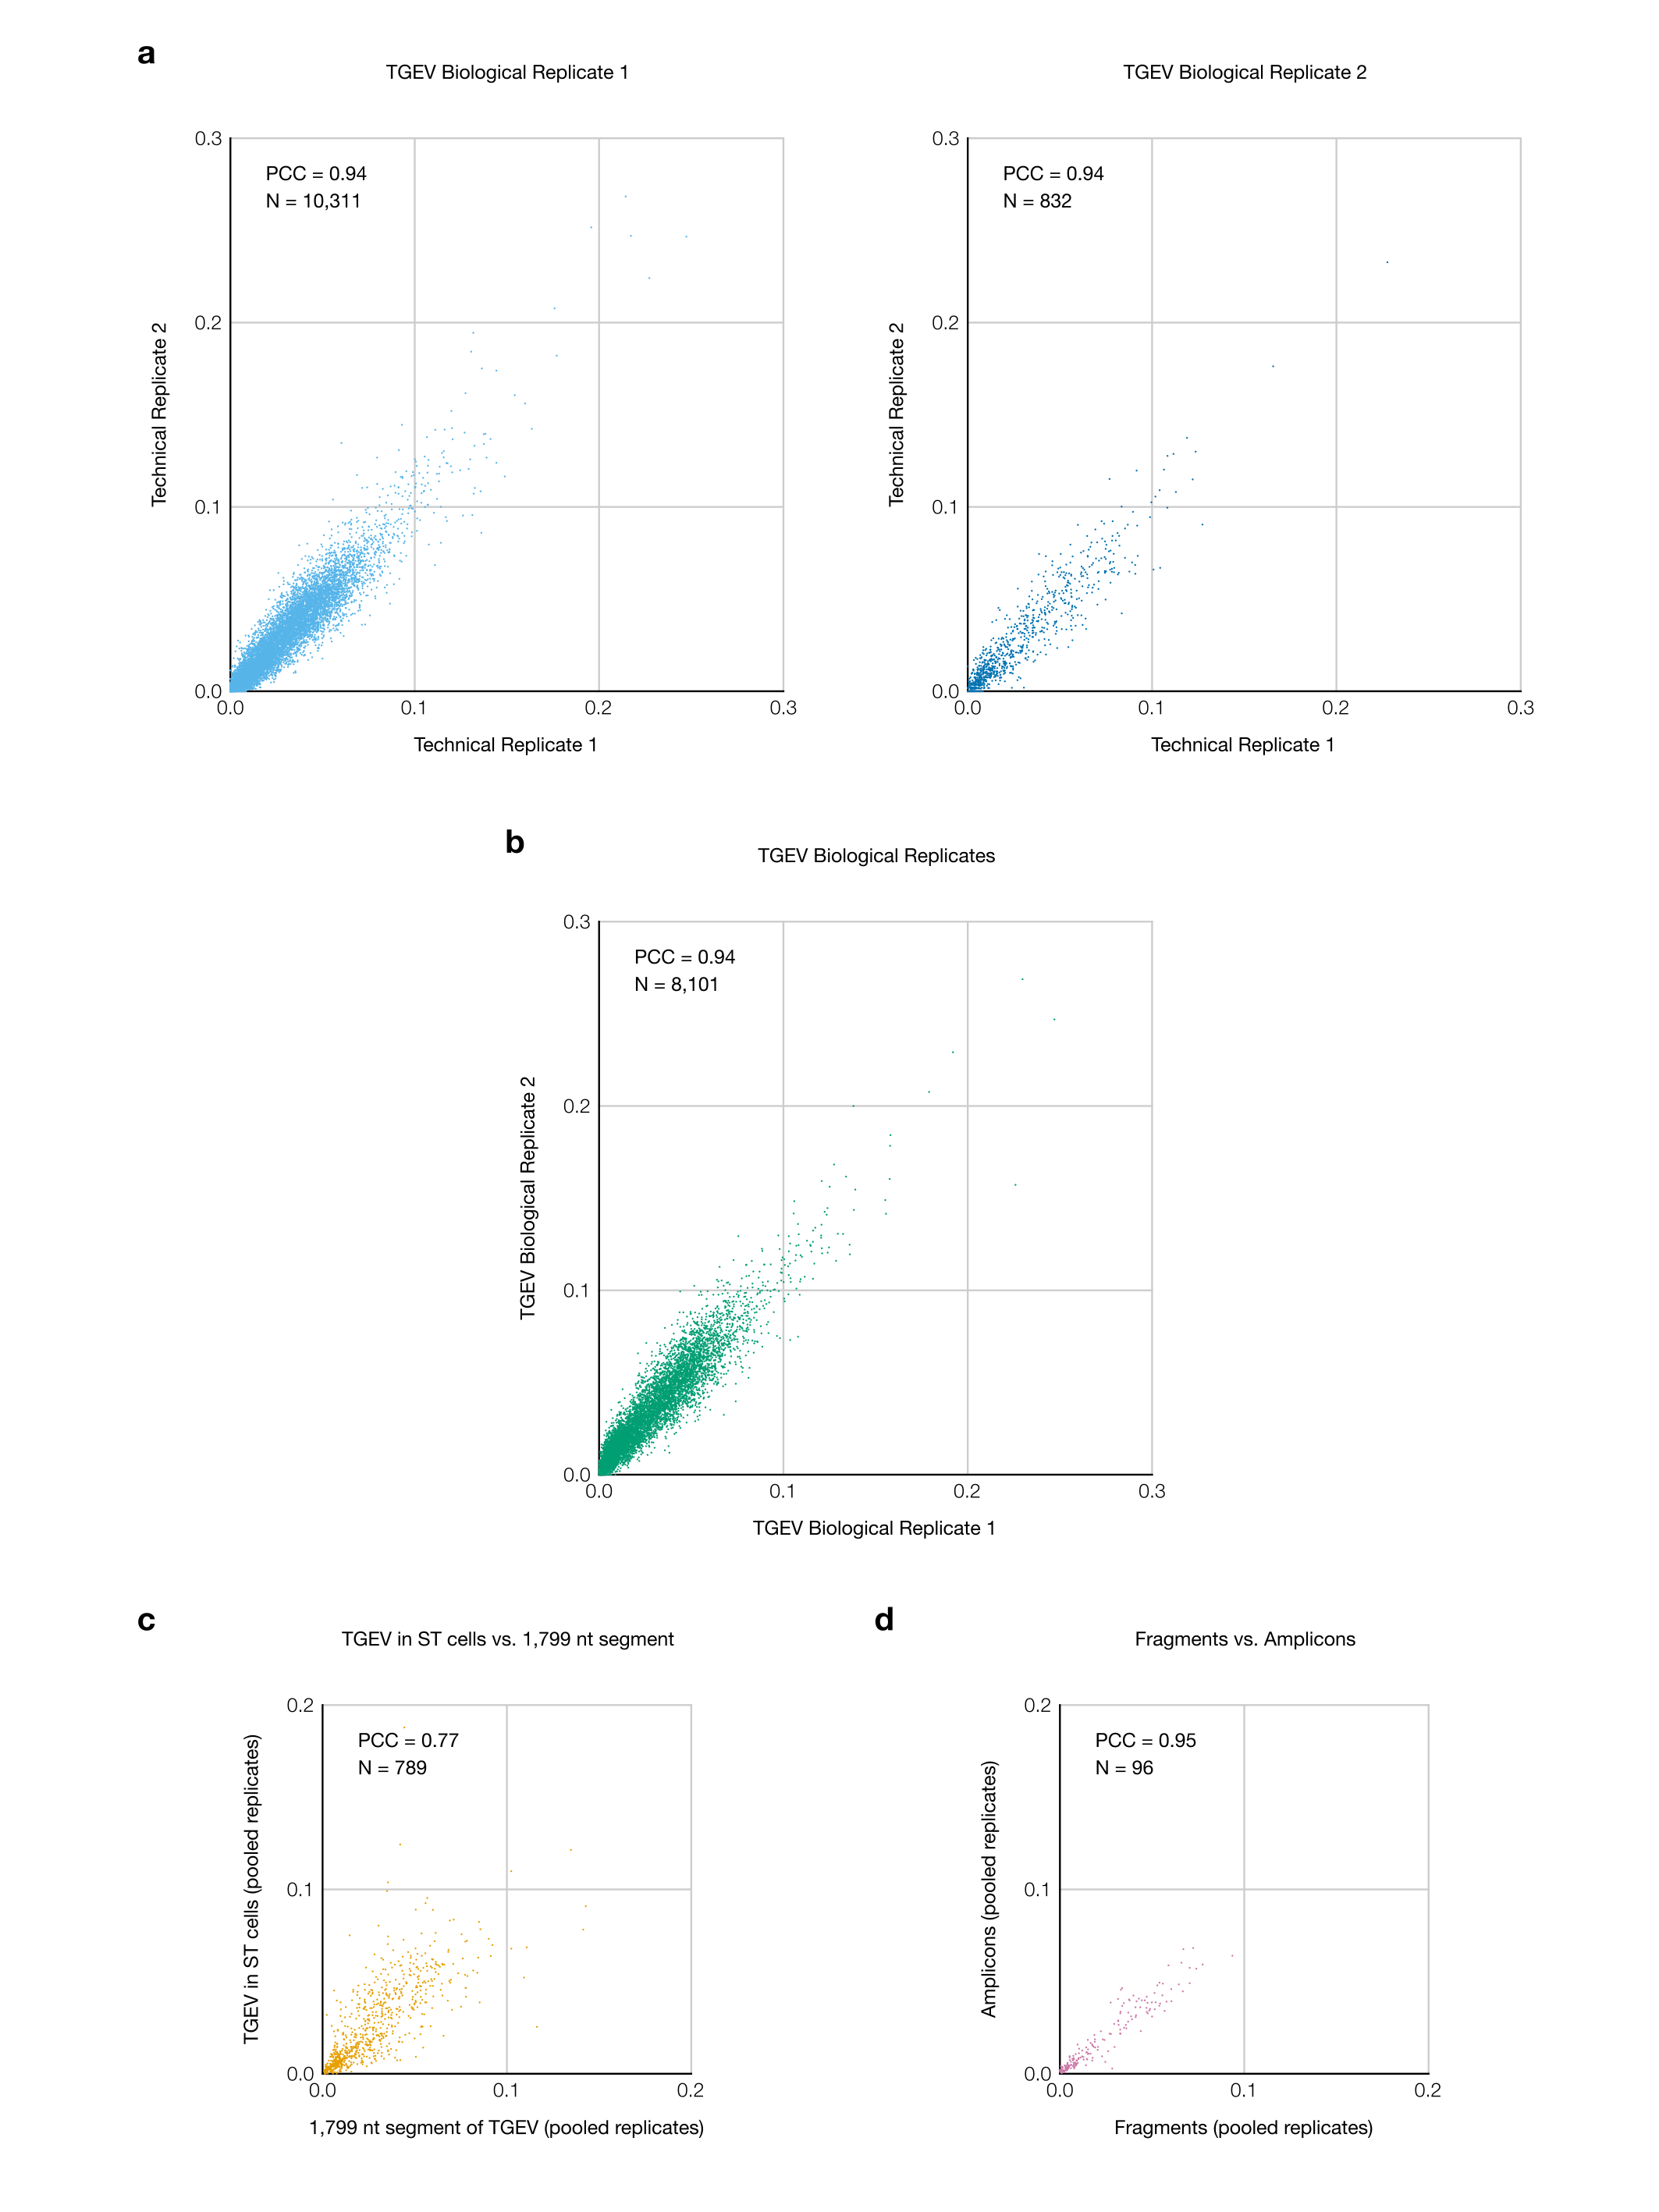 a
TGEV Biological Replicate 1
0.3
PCC = 0.94
N = 10,311
0.2
Technical Replicate 2
0.1
0.0
0.0 0.1 0.2 0.3
Technical Replicate 1
TGEV Biological Replicate 2
0.3
PCC = 0.94
N = 832
0.2
Technical Replicate 2
0.1
0.0
0.0 0.1 0.2 0.3
Technical Replicate 1
b
TGEV Biological Replicates
0.3
PCC = 0.94
N = 8,101
0.2
TGEV Biological Replicate 2
0.1
0.0
0.0 0.1 0.2 0.3
TGEV Biological Replicate 1
c
TGEV in ST cells vs. 1,799 nt segment
0.2
PCC = 0.77
N = 789
TGEV in ST cells (pooled replicates)
0.1
0.0
0.0 0.1 0.2
1,799 nt segment of TGEV (pooled replicates)
d
Fragments vs. Amplicons
0.2
PCC = 0.95
N = 96
Amplicons (pooled replicates)
0.1
0.0
0.0 0.1 0.2
Fragments (pooled replicates)